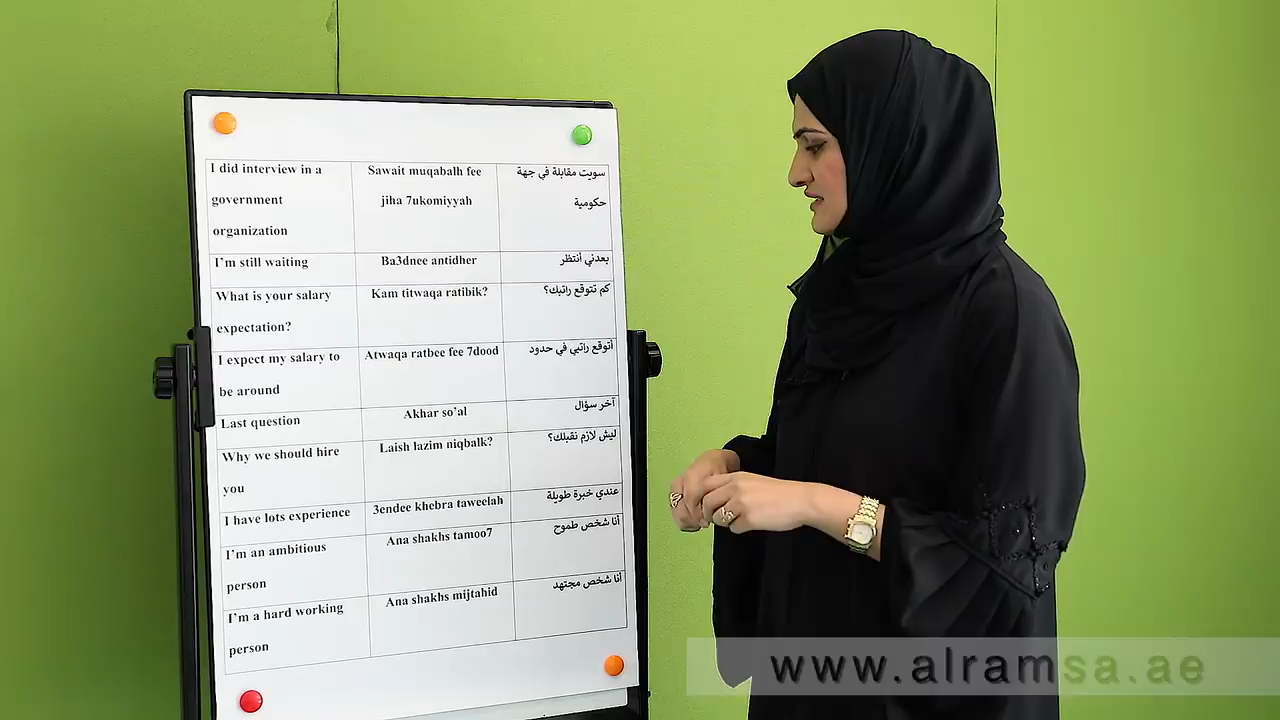 I did interview in a
government
organization
Sawait muqabalh fee
jiha 7ukomiyyah
سويت مقابلة في جهة
حكومية
I'm still waiting
Ba3dnee antidher
بعدني أنتظر
What is your salary
expectation?
Kam titwaqa ratibik?
كم تتوقع راتبك؟
I expect my salary to
be around
Atwaqa ratbee fee 7dood
أتوقع راتبي في حدود
Last question
Akhar so'al
آخر سؤال
Why we should hire
you
Laish lazim niqbalk?
ليش لازم نقبلك؟
I have lots experience
3endee khebra taweelah
عندي خبرة طويلة
I'm an ambitious
person
Ana shakhs tamoo7
أنا شخص طموح
I'm a hard working
person
Ana shakhs mijtahid
أنا شخص مجتهد
www.alramsa.ae